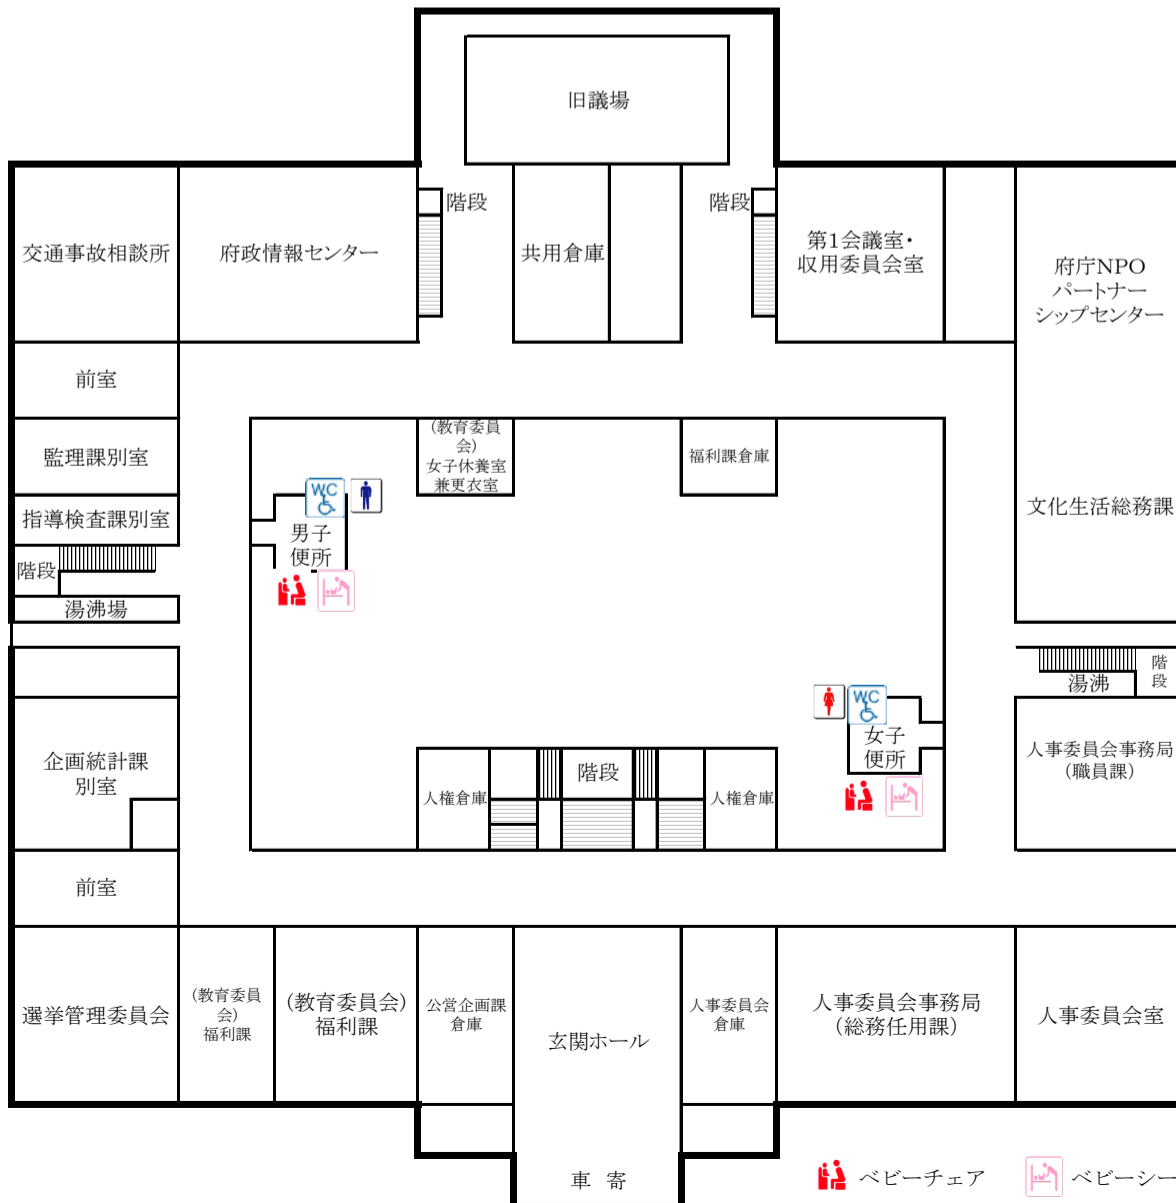 旧議場
階段
階段
交通事故相談所
府政情報センター
共用倉庫
第1会議室・
収用委員会室
府庁NPO
パートナー
シップセンター
前室
監理課別室
(教育委員
会)
女子休養室
兼更衣室
福利課倉庫
指導検査課別室
WC
男子
便所
文化生活総務課
階段
湯沸場
階
段
湯沸
WC
女子
便所
企画統計課
別室
人権倉庫
階段
人権倉庫
人事委員会事務局
(職員課)
前室
選挙管理委員会
(教育委員
会)
福利課
(教育委員会)
福利課
公営企画課
倉庫
玄関ホール
人事委員会
倉庫
人事委員会事務局
(総務任用課)
人事委員会室
車 寄
ベビーチェア
ベビーシー